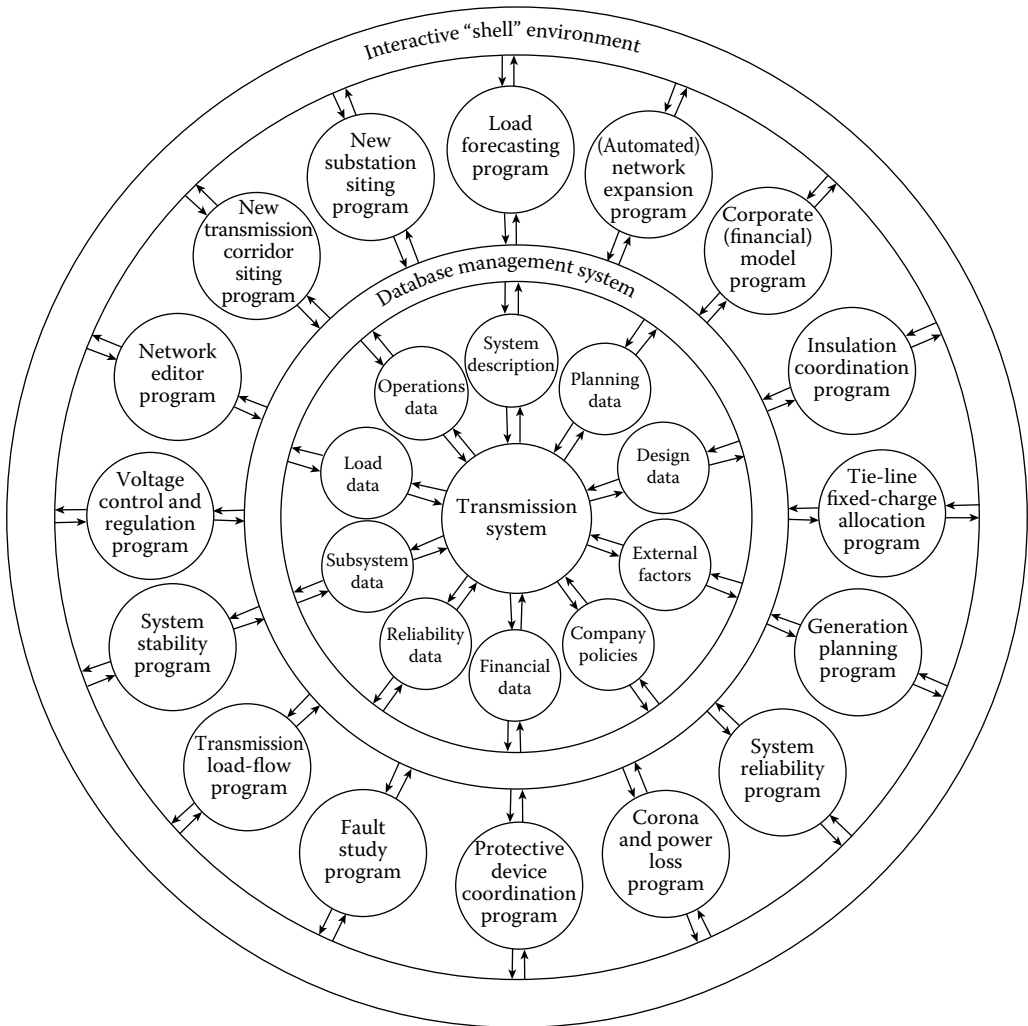 Interactive “shell” environment
Load
forecasting
program
(Automated)
network
expansion
program
Corporate
(financial)
model
program
Insulation
coordination
program
Tie-line
fixed-charge
allocation
program
Generation
planning
program
System
reliability
program
Corona
and power
loss
program
Protective
device
coordination
program
Fault
study
program
Transmission
load-flow
program
System
stability
program
Voltage
control and
regulation
program
Network
editor
program
New
transmission
corridor
siting
program
New
substation
siting
program
Database management system
System
description
Planning
data
Design
data
External
factors
Company
policies
Financial
data
Reliability
data
Subsystem
data
Load
data
Operations
data
Transmission
system